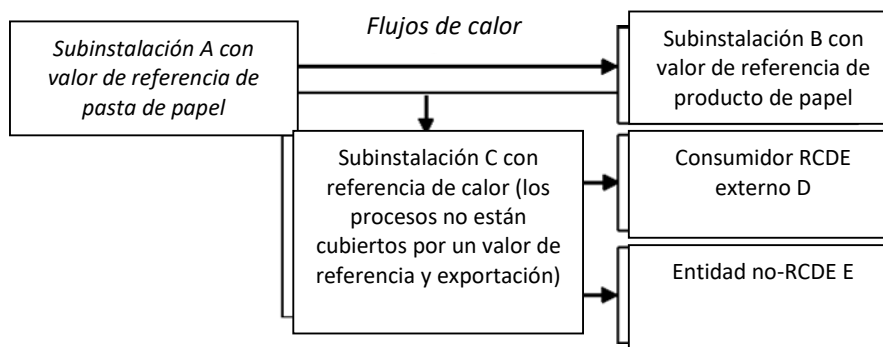 Flujos de calor
Subinstalación A con
valor de referencia de
pasta de papel
Subinstalación B con
valor de referencia de
producto de papel
Subinstalación C con
referencia de calor (los
procesos no están
cubiertos por un valor de
referencia y exportación)
Consumidor RCDE
externo D
Entidad no-RCDE E